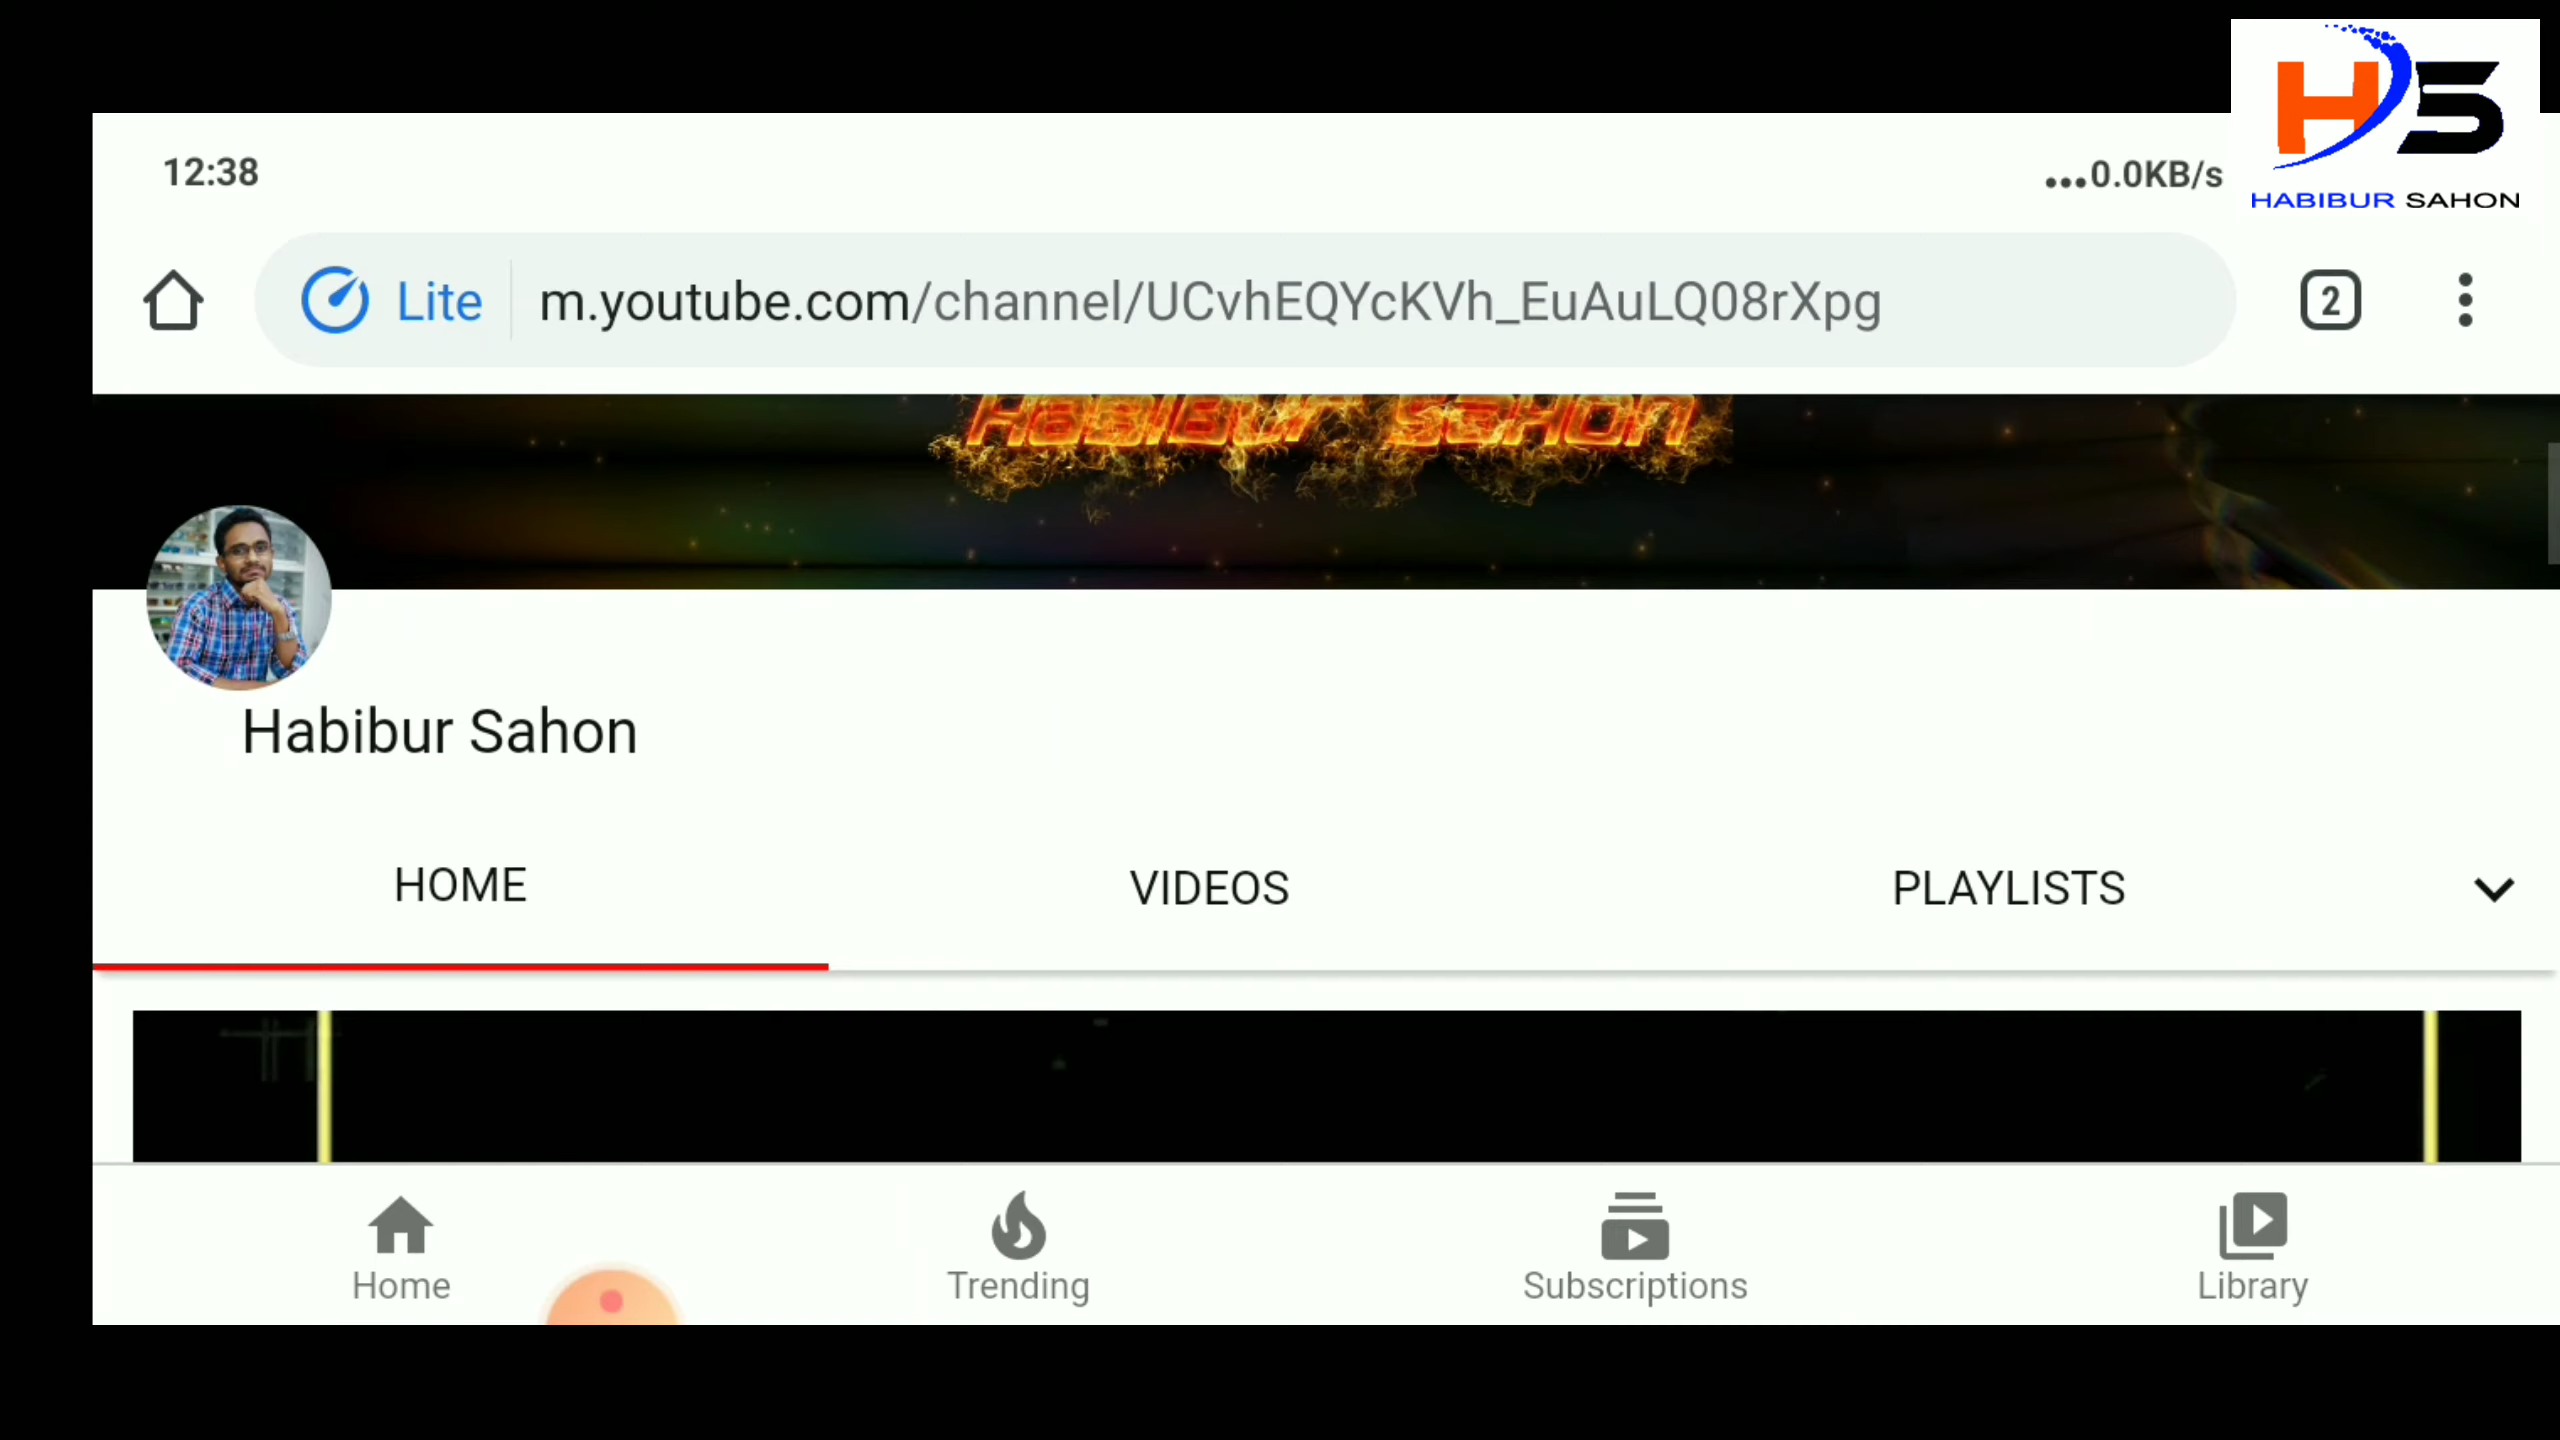 HS
HABIBUR SAHON
12:38
...0.0KB/s
Lite
m.youtube.com/channel/UCvhEQYcKVh_EuAuLQ08rXpg
2
HaBIBUr SaHon
Habibur Sahon
HOME
VIDEOS
PLAYLISTS
Home
Trending
Subscriptions
Library